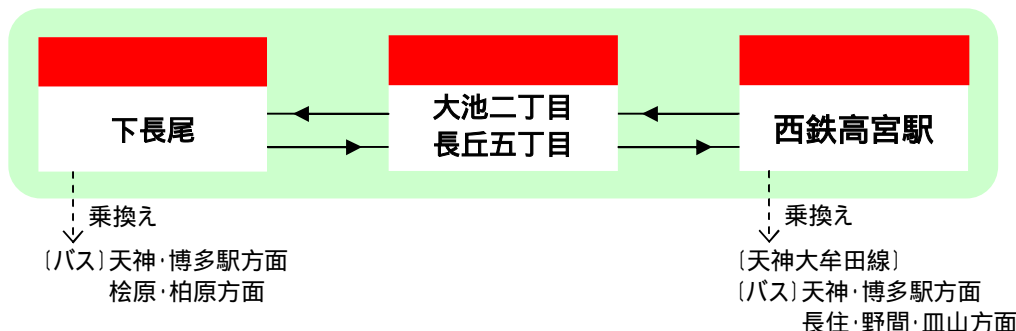 下長尾
大池二丁目
長丘五丁目
西鉄高宮駅
乗換え
〔バス〕天神・博多駅方面
桧原・柏原方面
乗換え
〔天神大牟田線〕
〔バス〕天神・博多駅方面
長住・野間・皿山方面